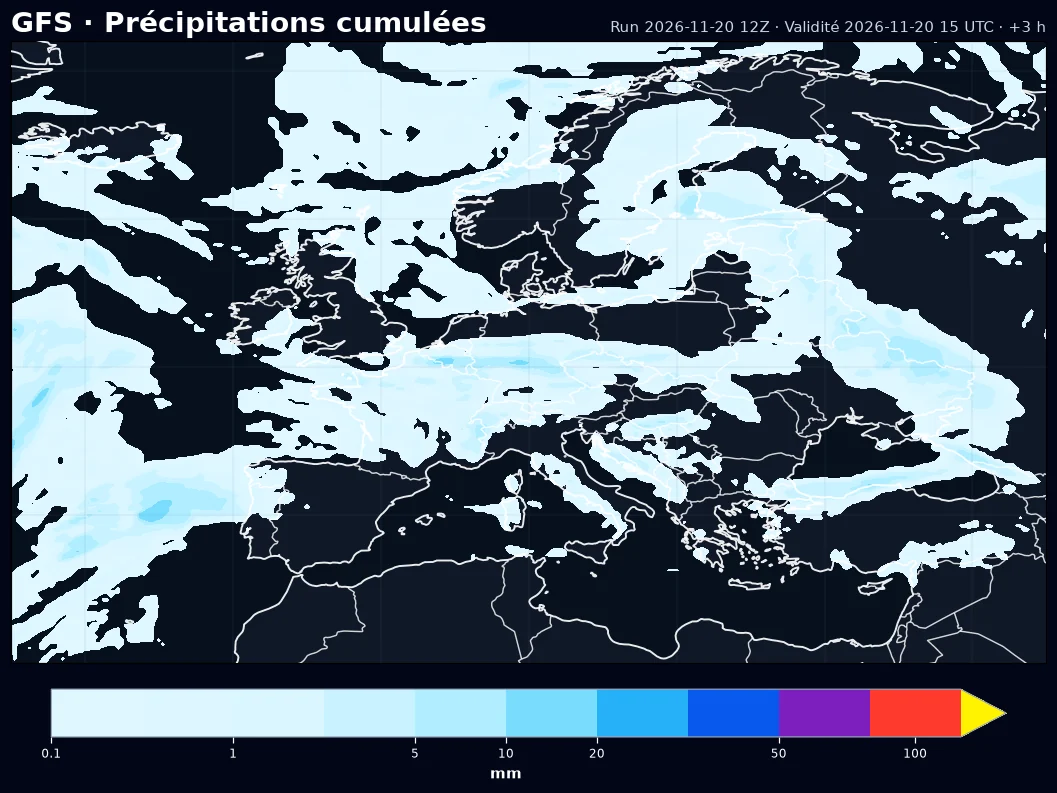 GFS · Précipitations cumulées
Run 2026-11-20 12Z · Validité 2026-11-20 15 UTC · +3 h
0.1 1 5 10 20 50 100
mm